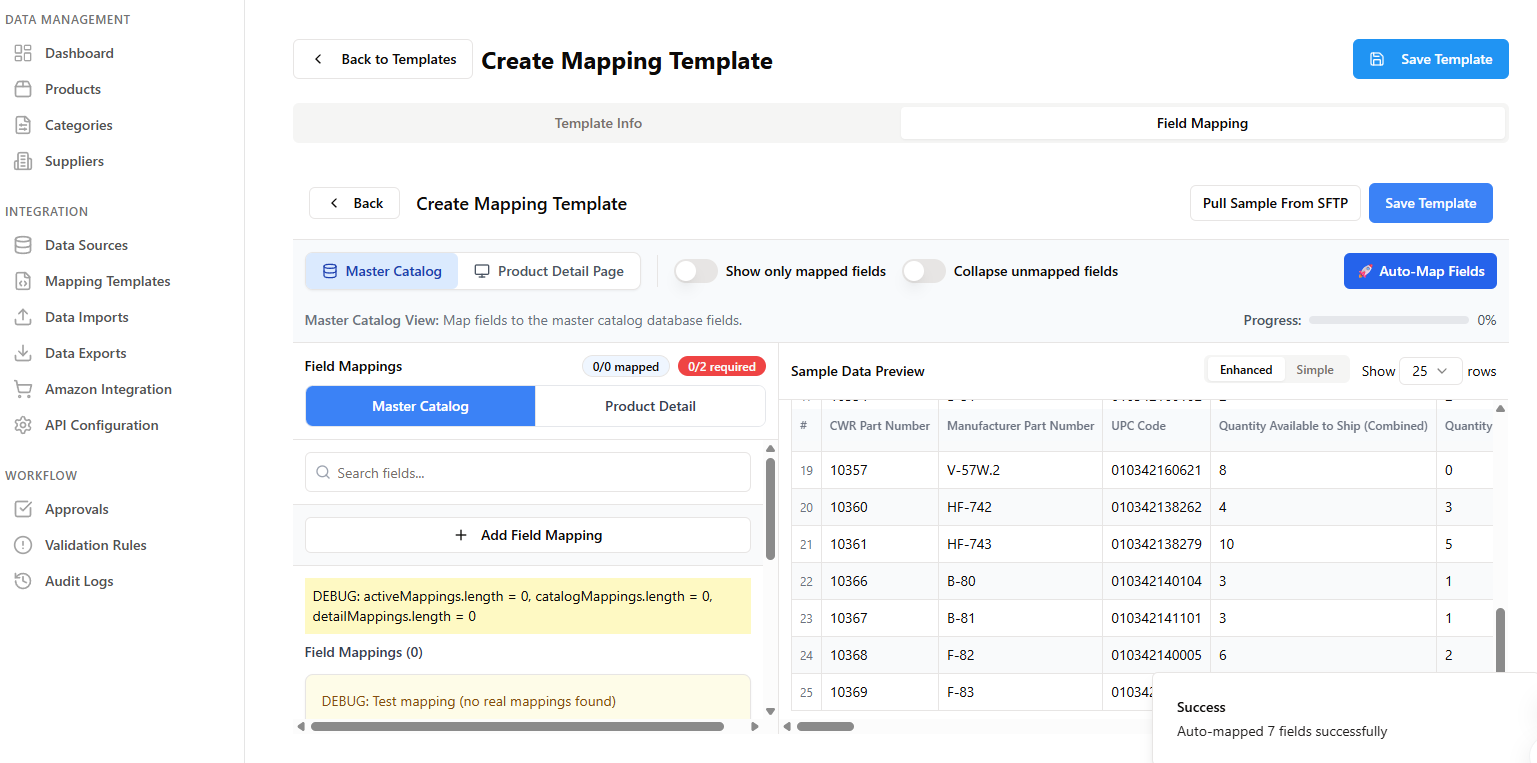 DATA MANAGEMENT
Dashboard
Products
Categories
Suppliers
INTEGRATION
Data Sources
Mapping Templates
Data Imports
Data Exports
Amazon Integration
API Configuration
WORKFLOW
Approvals
Validation Rules
Audit Logs
Back to Templates
Create Mapping Template
Save Template
Template Info
Field Mapping
Back
Create Mapping Template
Pull Sample From SFTP
Save Template
Master Catalog
Product Detail Page
Show only mapped fields
Collapse unmapped fields
🚀 Auto-Map Fields
Master Catalog View: Map fields to the master catalog database fields.
Progress: 0%
Field Mappings
0/0 mapped
0/2 required
Master Catalog
Product Detail
Search fields...
+ Add Field Mapping
DEBUG: activeMappings.length = 0, catalogMappings.length = 0,
detailMappings.length = 0
Field Mappings (0)
DEBUG: Test mapping (no real mappings found)
Sample Data Preview
Enhanced
Simple
Show 25 rows
# CWR Part Number Manufacturer Part Number UPC Code Quantity Available to Ship (Combined) Quantity
19 10357 V-57W.2 010342160621 8 0
20 10360 HF-742 010342138262 4 3
21 10361 HF-743 010342138279 10 5
22 10366 B-80 010342140104 3 1
23 10367 B-81 010342141101 3 1
24 10368 F-82 010342140005 6 2
25 10369 F-83 010342
Success
Auto-mapped 7 fields successfully